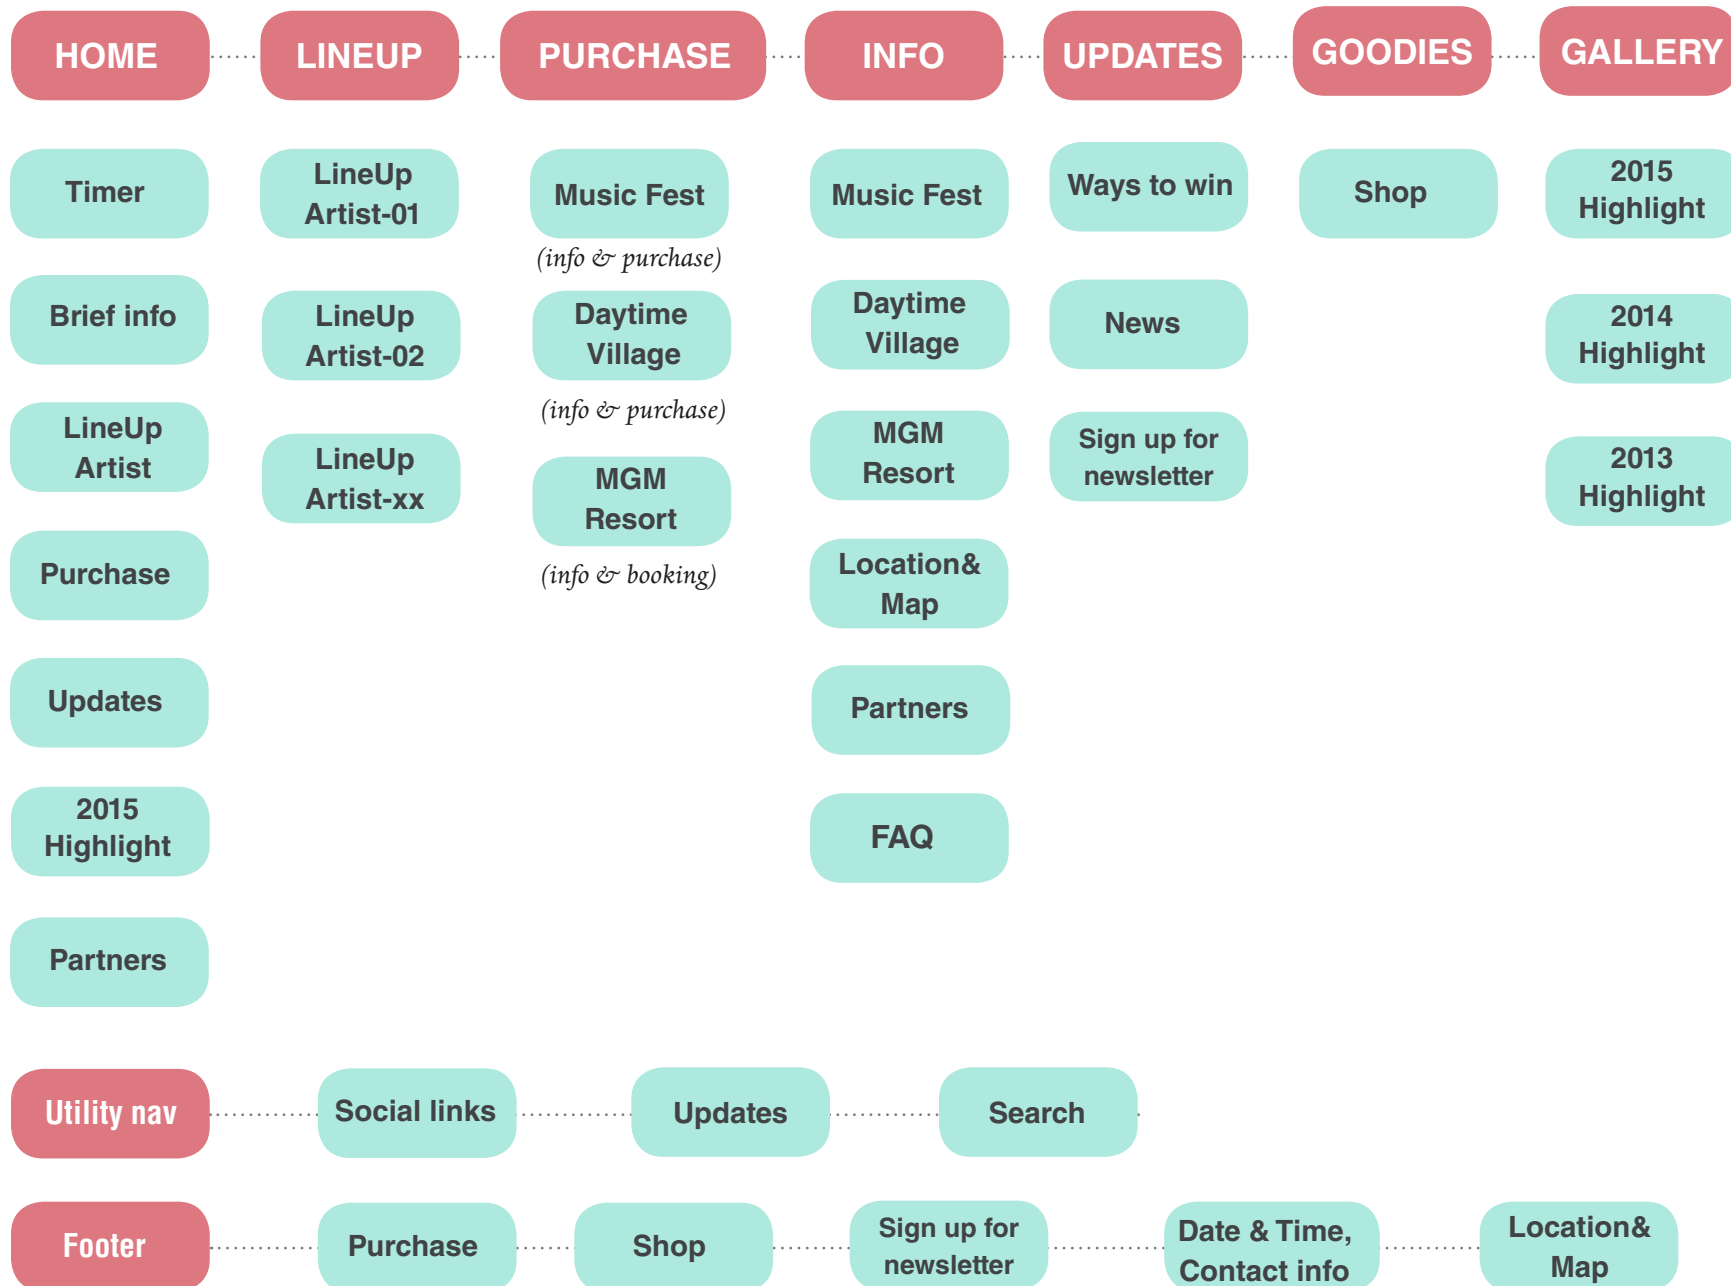 HOME
LINEUP
PURCHASE
INFO
UPDATES
GOODIES
GALLERY
Timer
Brief info
LineUp
Artist
Purchase
Updates
2015
Highlight
Partners
LineUp
Artist-01
LineUp
Artist-02
LineUp
Artist-xx
Music Fest
(info & purchase)
Daytime
Village
(info & purchase)
MGM
Resort
(info & booking)
Music Fest
Daytime
Village
MGM
Resort
Location&
Map
Partners
FAQ
Ways to win
News
Sign up for
newsletter
Shop
2015
Highlight
2014
Highlight
2013
Highlight
Utility nav
Social links
Updates
Search
Footer
Purchase
Shop
Sign up for
newsletter
Date & Time,
Contact info
Location&
Map